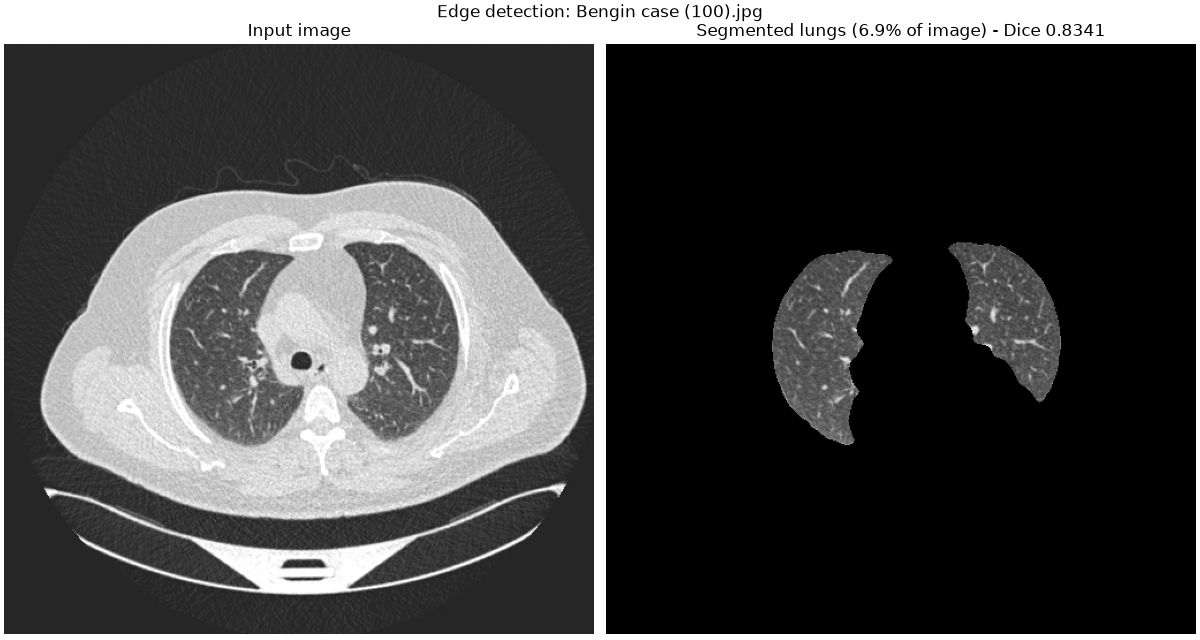 Edge detection: Bengin case (100).jpg
Input image
Segmented lungs (6.9% of image) - Dice 0.8341